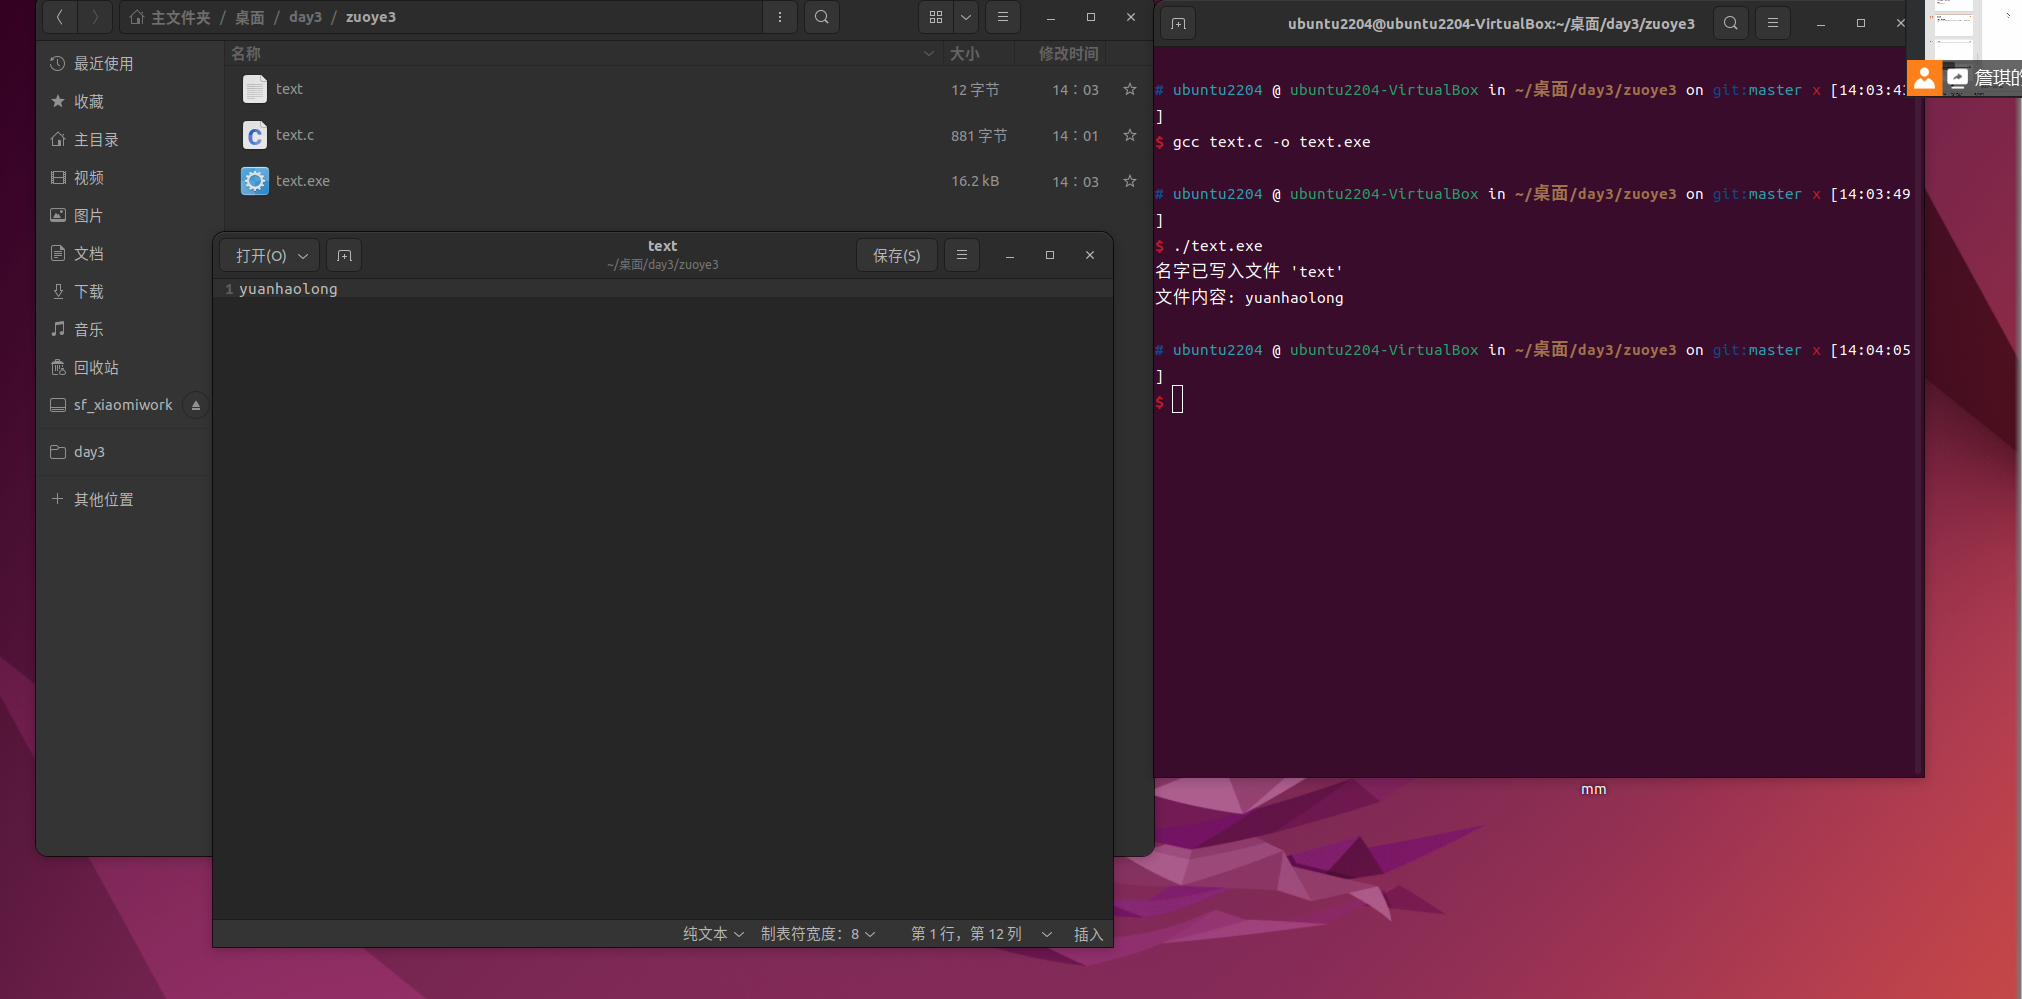 主文件夹 / 桌面 / day3 / zuoye3
名称 大小 修改时间
最近使用
收藏
主目录
视频
图片
文档
下载
音乐
回收站
sf_xiaomiwork
day3
其他位置
text 12 字节 14：03
text.c 881 字节 14：01
text.exe 16.2 kB 14：03
打开(O)
text
~/桌面/day3/zuoye3
保存(S)
1 yuanhaolong
纯文本 制表符宽度：8 第 1 行，第 12 列 插入
ubuntu2204@ubuntu2204-VirtualBox:~/桌面/day3/zuoye3
# ubuntu2204 @ ubuntu2204-VirtualBox in ~/桌面/day3/zuoye3 on git:master x [14:03:4
]
$ gcc text.c -o text.exe
# ubuntu2204 @ ubuntu2204-VirtualBox in ~/桌面/day3/zuoye3 on git:master x [14:03:49
]
$ ./text.exe
名字已写入文件 'text'
文件内容: yuanhaolong
# ubuntu2204 @ ubuntu2204-VirtualBox in ~/桌面/day3/zuoye3 on git:master x [14:04:05
]
$
詹琪的
mm